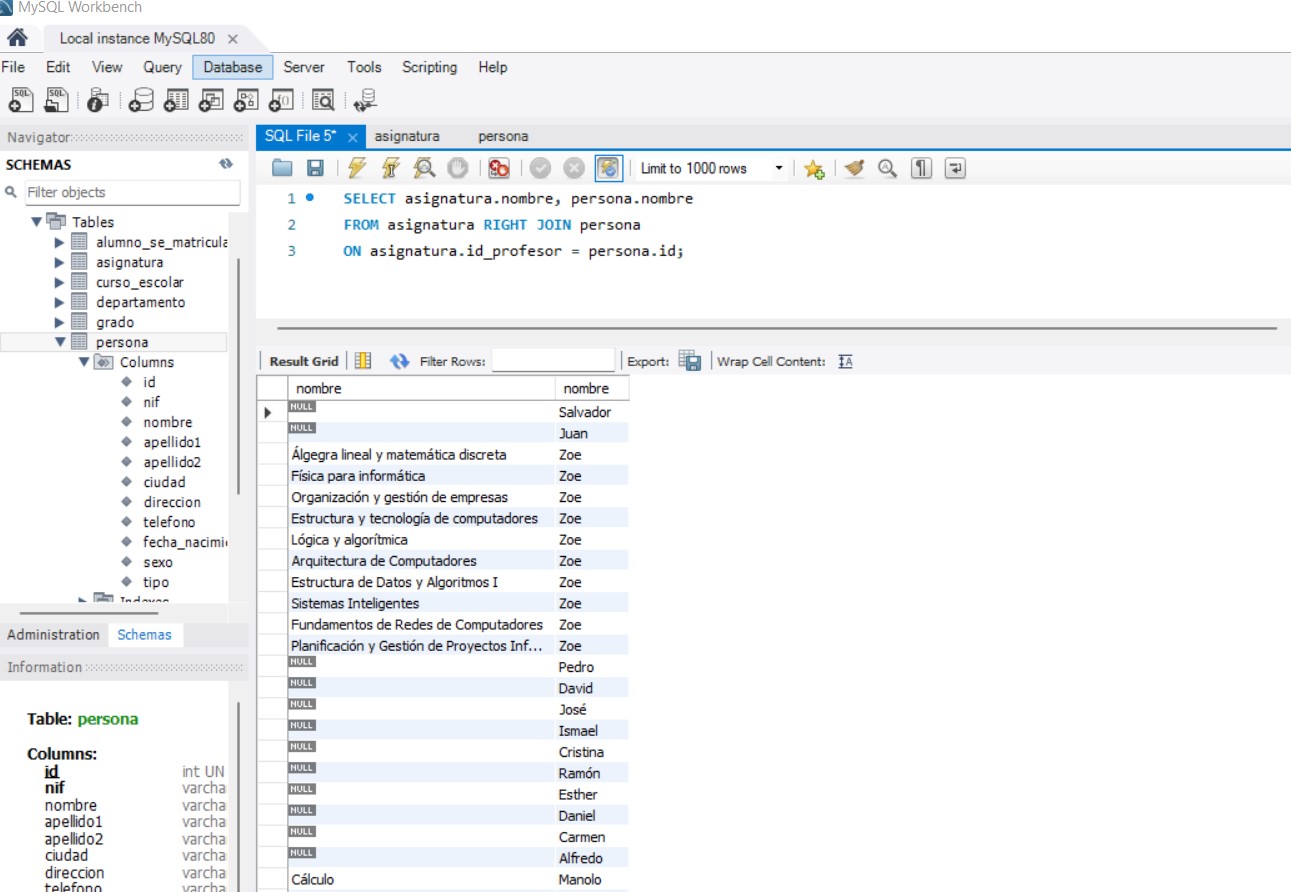 MySQL Workbench
Local instance MySQL80
File Edit View Query Database Server Tools Scripting Help
Navigator
SQL File 5* asignatura persona
SCHEMAS
Limit to 1000 rows
Filter objects
Tables
alumno_se_matricula
asignatura
curso_escolar
departamento
grado
persona
Columns
id
nif
nombre
apellido1
apellido2
ciudad
direccion
telefono
fecha_nacimi
sexo
tipo
Indexes
Administration Schemas
Information
Table: persona
Columns:
id int UN
nif varcha
nombre varcha
apellido1 varcha
apellido2 varcha
ciudad varcha
direccion varcha
telefono varcha
1 SELECT asignatura.nombre, persona.nombre
2 FROM asignatura RIGHT JOIN persona
3 ON asignatura.id_profesor = persona.id;
Result Grid Filter Rows: Export: Wrap Cell Content: IA
nombre nombre
NULL Salvador
NULL Juan
Álgegra lineal y matemática discreta Zoe
Física para informática Zoe
Organización y gestión de empresas Zoe
Estructura y tecnología de computadores Zoe
Lógica y algorítmica Zoe
Arquitectura de Computadores Zoe
Estructura de Datos y Algoritmos I Zoe
Sistemas Inteligentes Zoe
Fundamentos de Redes de Computadores Zoe
Planificación y Gestión de Proyectos Inf... Zoe
NULL Pedro
NULL David
NULL José
NULL Ismael
NULL Cristina
NULL Ramón
NULL Esther
NULL Daniel
NULL Carmen
NULL Alfredo
Cálculo Manolo